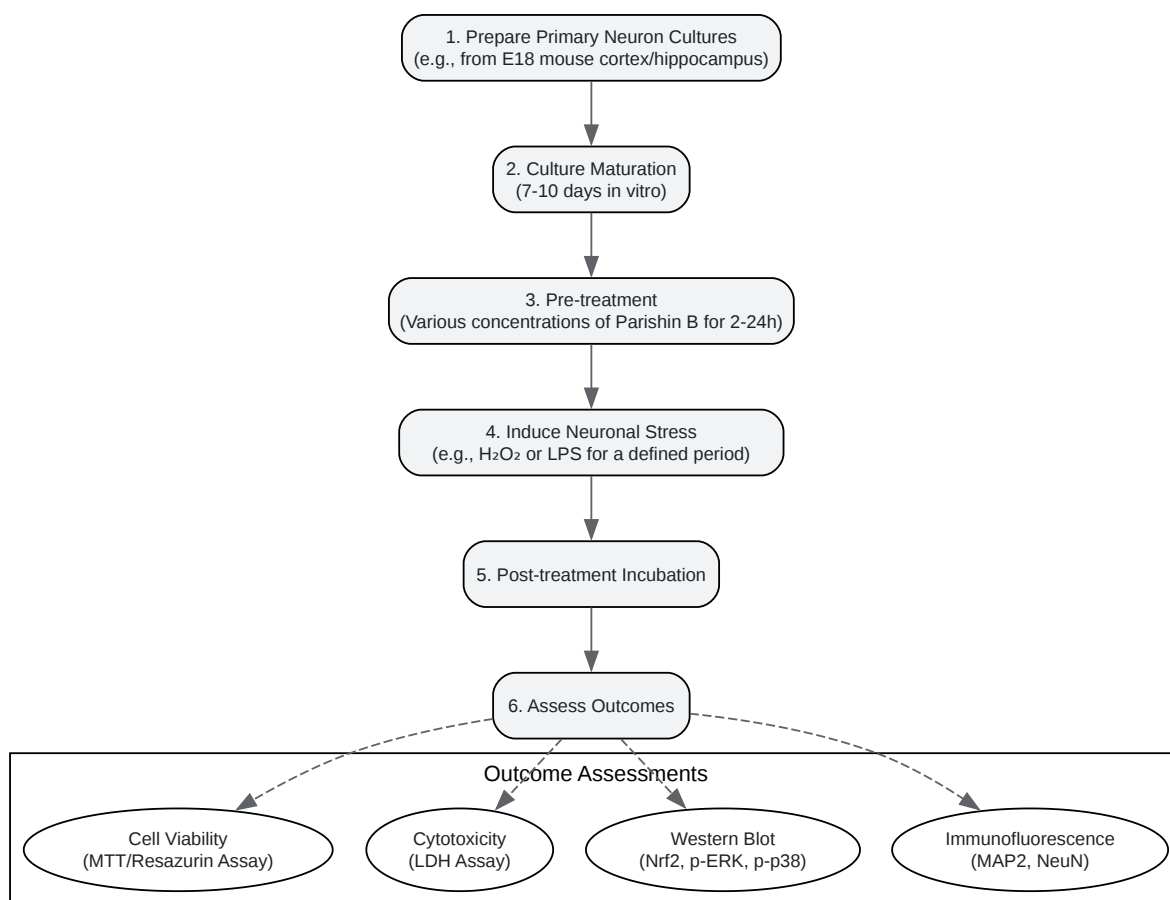 1. Prepare Primary Neuron Cultures
(e.g., from E18 mouse cortex/hippocampus)
2. Culture Maturation
(7-10 days in vitro)
3. Pre-treatment
(Various concentrations of Parishin B for 2-24h)
4. Induce Neuronal Stress
(e.g., H₂O₂ or LPS for a defined period)
5. Post-treatment Incubation
6. Assess Outcomes
Outcome Assessments
Cell Viability
(MTT/Resazurin Assay)
Cytotoxicity
(LDH Assay)
Western Blot
(Nrf2, p-ERK, p-p38)
Immunofluorescence
(MAP2, NeuN)